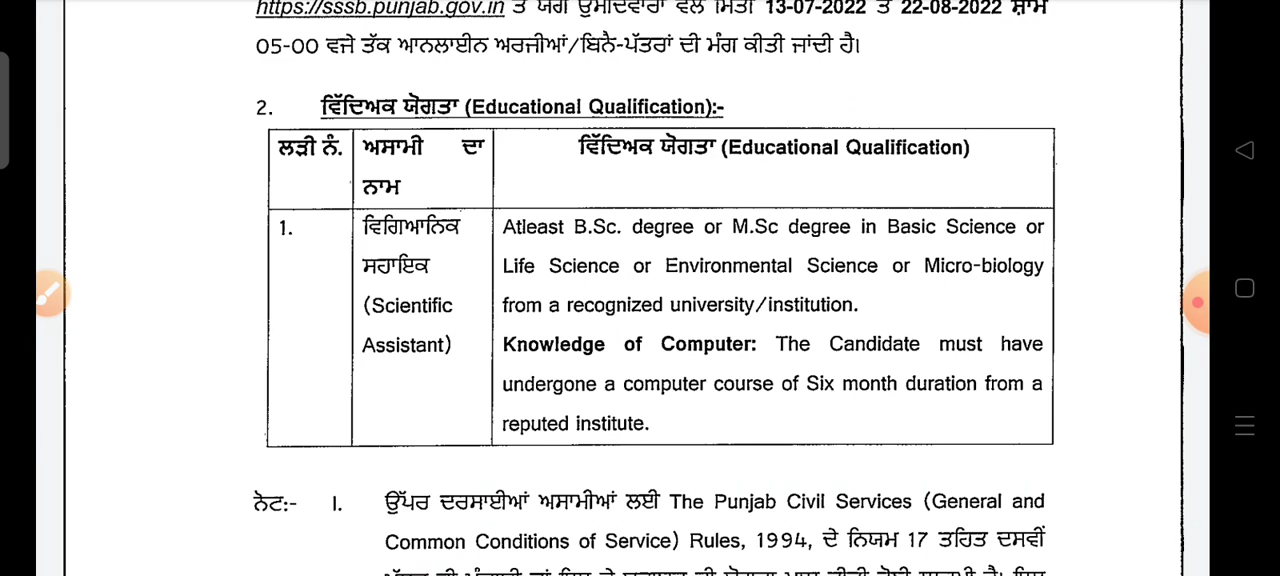 https://sssb.punjab.gov.in ਤੇ ਯੋਗ ਉਮੀਦਵਾਰਾਂ ਵਲੋਂ ਮਿਤੀ 13-07-2022 ਤੋਂ 22-08-2022 ਸ਼ਾਮ
05-00 ਵਜੇ ਤੱਕ ਆਨਲਾਈਨ ਅਰਜੀਆਂ/ਬਿਨੈ-ਪੱਤਰਾਂ ਦੀ ਮੰਗ ਕੀਤੀ ਜਾਂਦੀ ਹੈ।
2. ਵਿੱਦਿਅਕ ਯੋਗਤਾ (Educational Qualification):-
ਲੜੀ ਨੰ. ਅਸਾਮੀ ਦਾ ਵਿੱਦਿਅਕ ਯੋਗਤਾ (Educational Qualification)
ਨਾਮ
1. ਵਿਗਿਆਨਿਕ Atleast B.Sc. degree or M.Sc degree in Basic Science or
ਸਹਾਇਕ Life Science or Environmental Science or Micro-biology
(Scientific from a recognized university/institution.
Assistant) Knowledge of Computer: The Candidate must have
undergone a computer course of Six month duration from a
reputed institute.
ਨੋਟ:- I. ਉੱਪਰ ਦਰਸਾਈਆਂ ਅਸਾਮੀਆਂ ਲਈ The Punjab Civil Services (General and
Common Conditions of Service) Rules, 1994, ਦੇ ਨਿਯਮ 17 ਤਹਿਤ ਦਸਵੀਂ